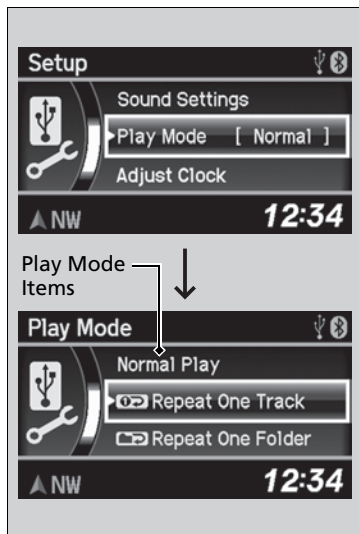 Setup
Sound Settings
Play Mode [ Normal ]
Adjust Clock
NW 12:34
Play Mode
Items
Play Mode
Normal Play
Repeat One Track
Repeat One Folder
NW 12:34